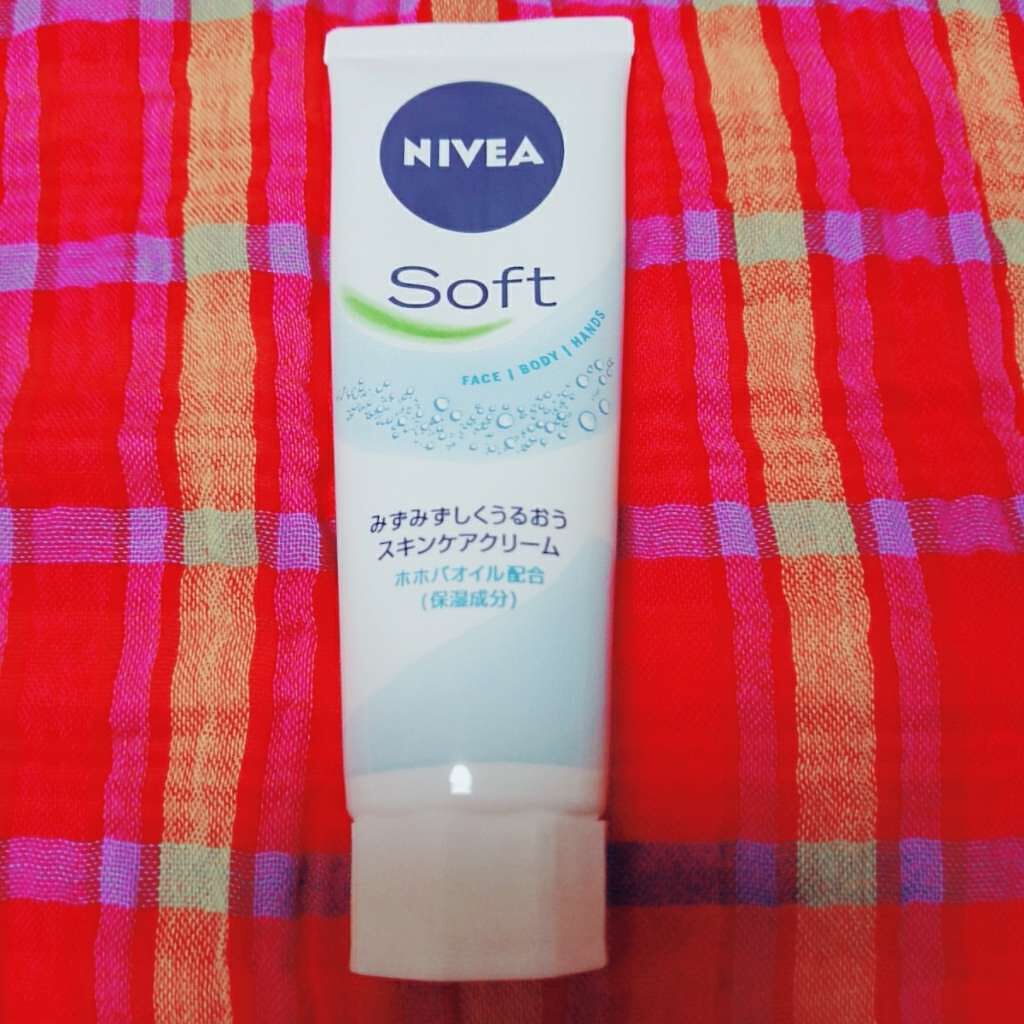 NIVEA
Soft
FACE | BODY | HANDS
みずみずしくうるおう
スキンケアクリーム
ホホバオイル配合
(保湿成分)